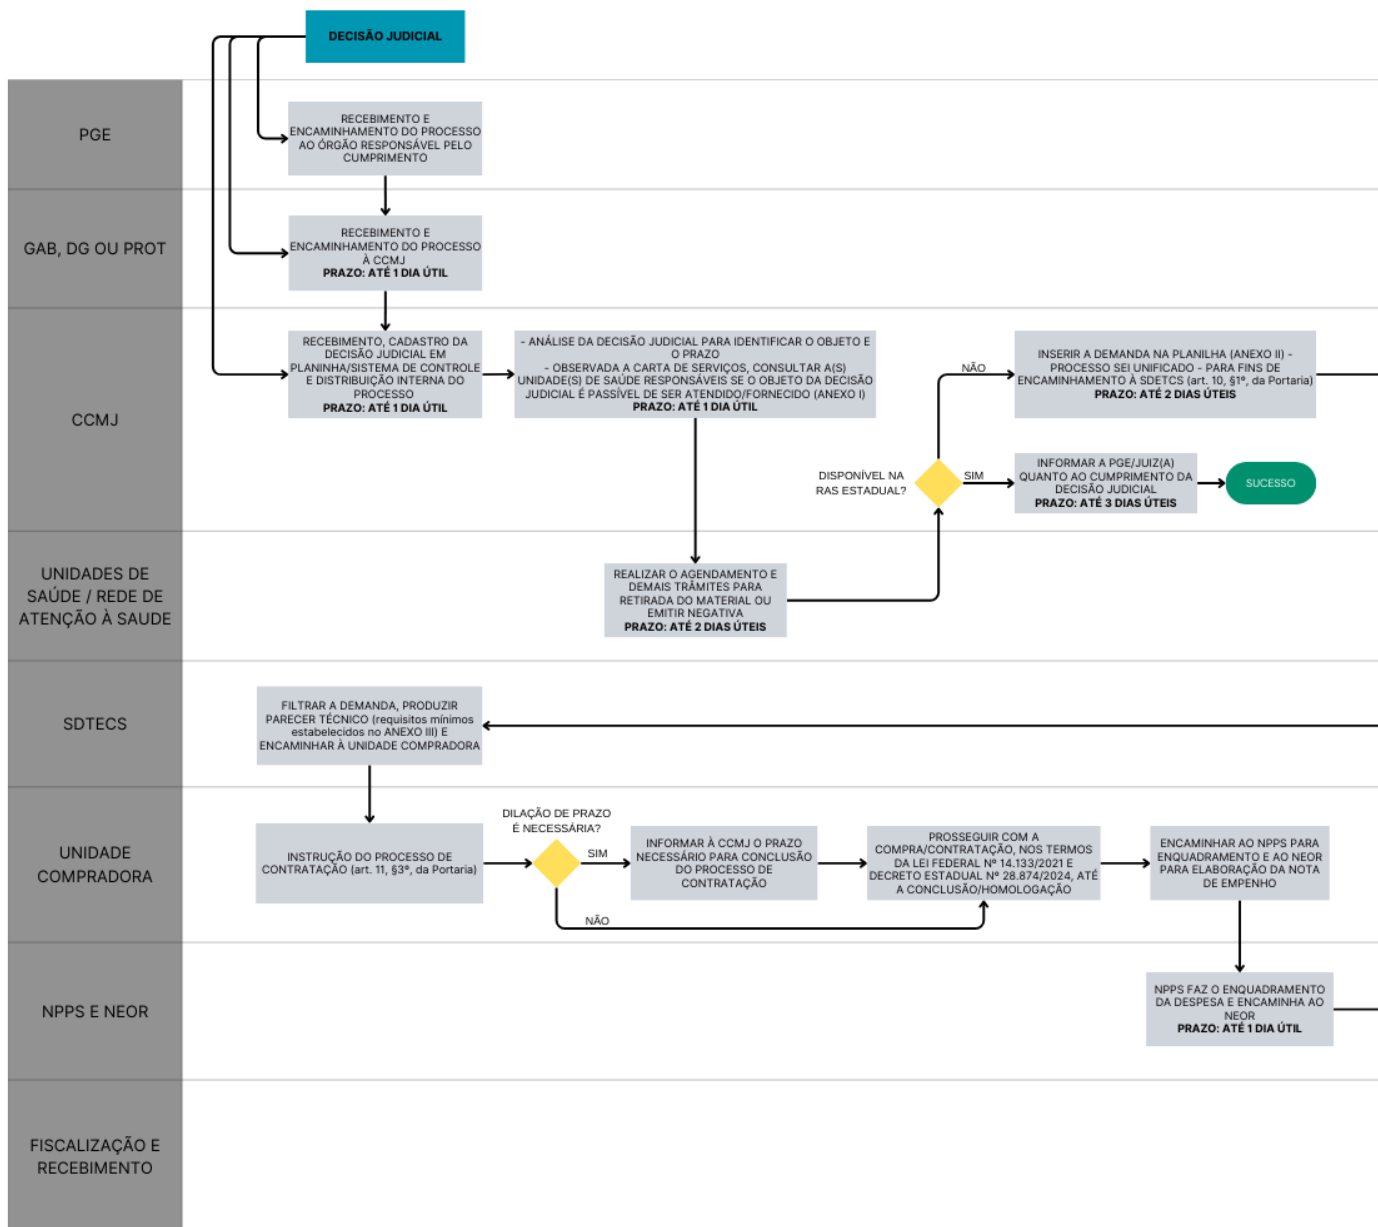 DECISÃO JUDICIAL
PGE
RECEBIMENTO E
ENCAMINHAMENTO DO PROCESSO
AO ÓRGÃO RESPONSÁVEL PELO
CUMPRIMENTO
GAB, DG OU PROT
RECEBIMENTO E
ENCAMINHAMENTO DO PROCESSO
À CCMJ
PRAZO: ATÉ 1 DIA ÚTIL
CCMJ
RECEBIMENTO, CADASTRO DA
DECISÃO JUDICIAL EM
PLANINHA/SISTEMA DE CONTROLE
E DISTRIBUIÇÃO INTERNA DO
PROCESSO
PRAZO: ATÉ 1 DIA ÚTIL
- ANÁLISE DA DECISÃO JUDICIAL PARA IDENTIFICAR O OBJETO E
O PRAZO
- OBSERVADA A CARTA DE SERVIÇOS, CONSULTAR A(S)
UNIDADE(S) DE SAÚDE RESPONSÁVEIS SE O OBJETO DA DECISÃO
JUDICIAL É PASSÍVEL DE SER ATENDIDO/FORNECIDO (ANEXO I)
PRAZO: ATÉ 1 DIA ÚTIL
DISPONÍVEL NA
RAS ESTADUAL?
NÃO
INSERIR A DEMANDA NA PLANILHA (ANEXO II) -
PROCESSO SEI UNIFICADO - PARA FINS DE
ENCAMINHAMENTO À SDETCS (art. 10, §1º, da Portaria)
PRAZO: ATÉ 2 DIAS ÚTEIS
SIM
INFORMAR A PGE/JUIZ(A)
QUANTO AO CUMPRIMENTO DA
DECISÃO JUDICIAL
PRAZO: ATÉ 3 DIAS ÚTEIS
SUCESSO
UNIDADES DE
SAÚDE / REDE DE
ATENÇÃO À SAUDE
REALIZAR O AGENDAMENTO E
DEMAIS TRÂMITES PARA
RETIRADA DO MATERIAL OU
EMITIR NEGATIVA
PRAZO: ATÉ 2 DIAS ÚTEIS
SDTECS
FILTRAR A DEMANDA, PRODUZIR
PARECER TÉCNICO (requisitos mínimos
estabelecidos no ANEXO III) E
ENCAMINHAR À UNIDADE COMPRADORA
UNIDADE
COMPRADORA
INSTRUÇÃO DO PROCESSO DE
CONTRATAÇÃO (art. 11, §3º, da Portaria)
DILAÇÃO DE PRAZO
É NECESSÁRIA?
SIM
NÃO
INFORMAR À CCMJ O PRAZO
NECESSÁRIO PARA CONCLUSÃO
DO PROCESSO DE
CONTRATAÇÃO
PROSSEGUIR COM A
COMPRA/CONTRATAÇÃO, NOS TERMOS
DA LEI FEDERAL Nº 14.133/2021 E
DECRETO ESTADUAL Nº 28.874/2024, ATÉ
A CONCLUSÃO/HOMOLOGAÇÃO
ENCAMINHAR AO NPPS PARA
ENQUADRAMENTO E AO NEOR
PARA ELABORAÇÃO DA NOTA
DE EMPENHO
NPPS E NEOR
NPPS FAZ O ENQUADRAMENTO
DA DESPESA E ENCAMINHA AO
NEOR
PRAZO: ATÉ 1 DIA ÚTIL
FISCALIZAÇÃO E
RECEBIMENTO